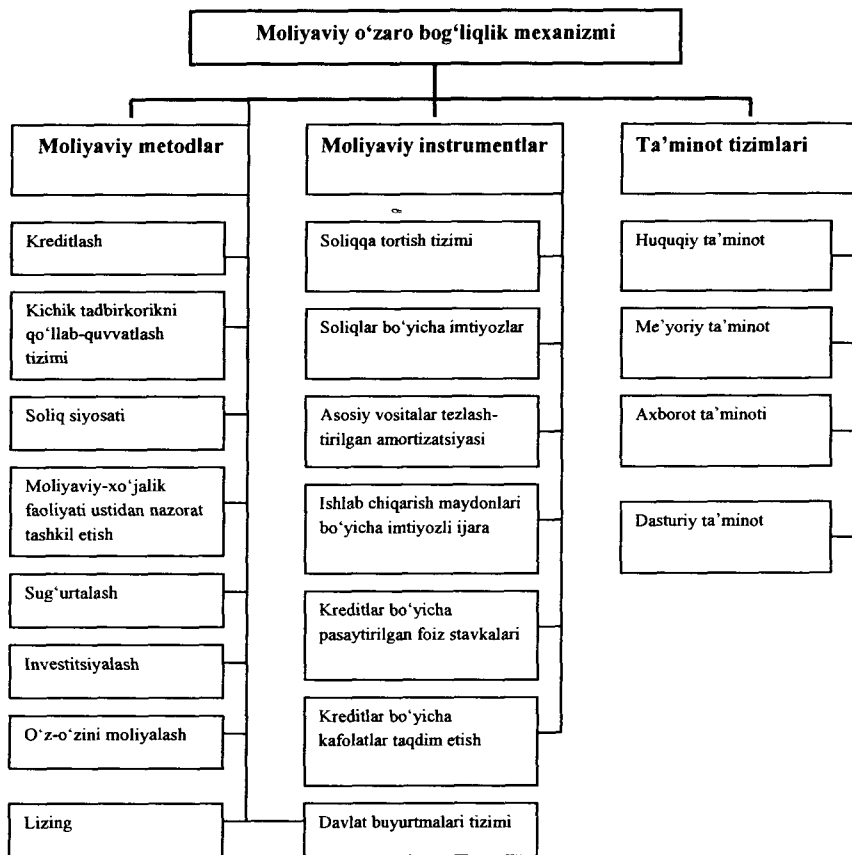 Moliyaviy o‘zaro bog‘liqlik mexanizmi
Moliyaviy metodlar
Kreditlash
Kichik tadbirkorikni
qo‘llab-quvvatlash
tizimi
Soliq siyosati
Moliyaviy-xo‘jalik
faoliyati ustidan nazorat
tashkil etish
Sug‘urtalash
Investitsiyalash
O‘z-o‘zini moliyalash
Lizing
Moliyaviy instrumentlar
Soliqqa tortish tizimi
Soliqlar bo‘yicha imtiyozlar
Asosiy vositalar tezlash-
tirilgan amortizatsiyasi
Ishlab chiqarish maydonlari
bo‘yicha imtiyozli ijara
Kreditlar bo‘yicha
pasaytirilgan foiz stavkalari
Kreditlar bo‘yicha
kafolatlar taqdim etish
Davlat buyurtmalari tizimi
Ta’minot tizimlari
Huquqiy ta’minot
Me’yoriy ta’minot
Axborot ta’minoti
Dasturiy ta’minot